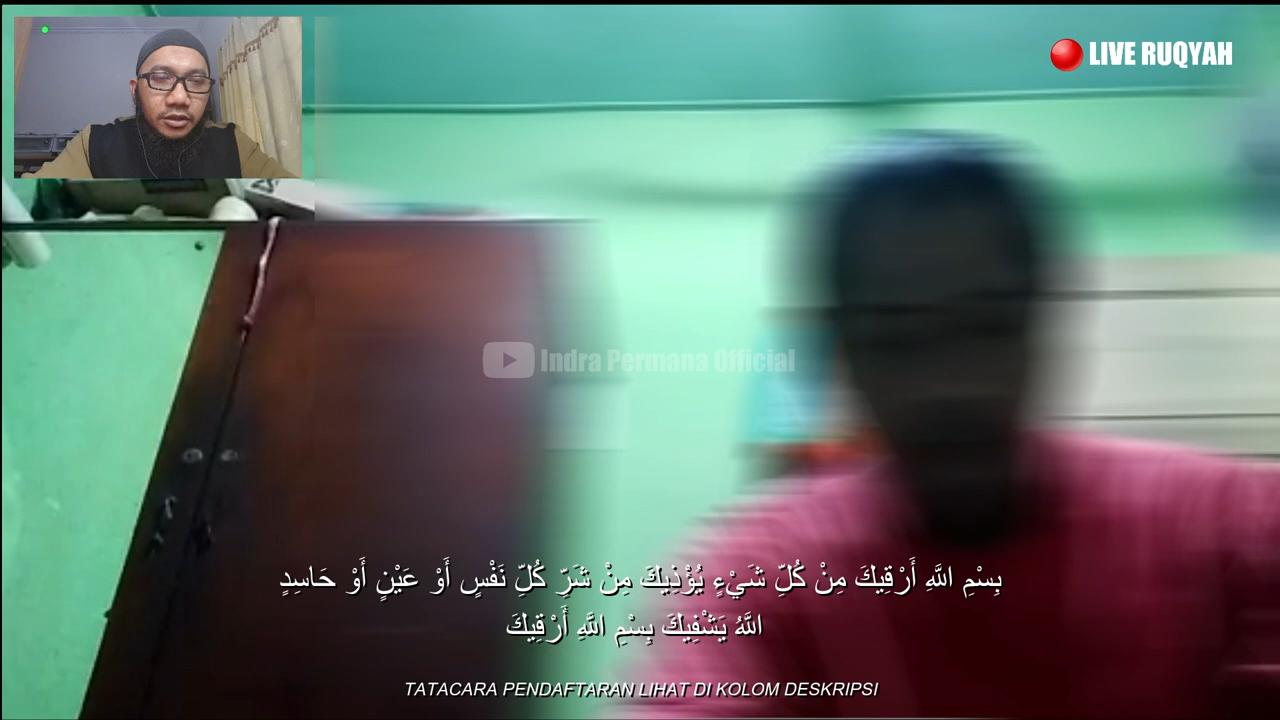 LIVE RUQYAH
Indra Permana Official
بِسْمِ اللَّهِ أَرْقِيكَ مِنْ كُلِّ شَيْءٍ يُؤْذِيكَ مِنْ شَرِّ كُلِّ نَفْسٍ أَوْ عَيْنٍ أَوْ حَاسِدٍ
اللَّهُ يَشْفِيكَ بِسْمِ اللَّهِ أَرْقِيكَ
TATACARA PENDAFTARAN LIHAT DI KOLOM DESKRIPSI